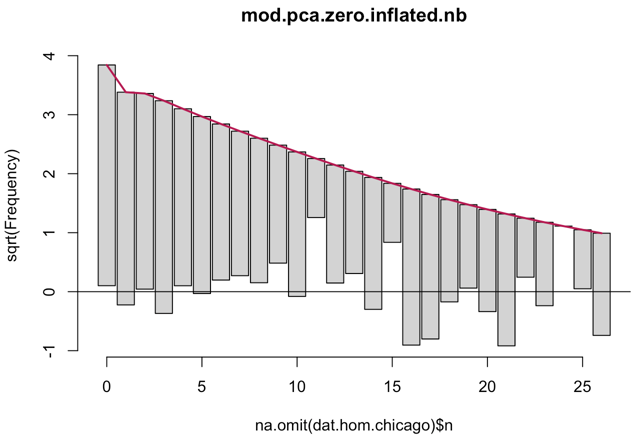 mod.pca.zero.inflated.nb
sqrt(Frequency)
4
3
2
1
0
-1
0 5 10 15 20 25
na.omit(dat.hom.chicago)$n